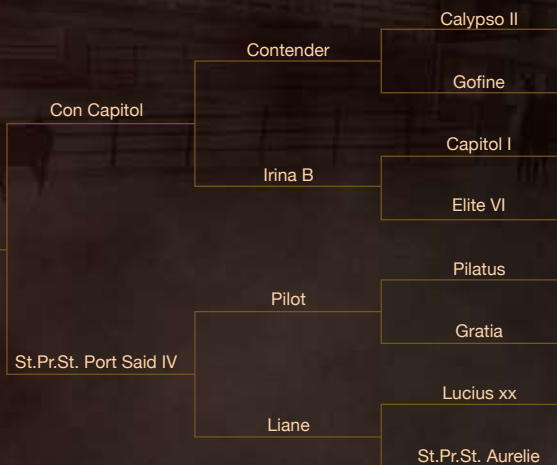 Calypso II
Contender
Gofine
Con Capitol
Capitol I
Irina B
Elite VI
Pilatus
Pilot
Gratia
St.Pr.St. Port Said IV
Lucius xx
Liane
St.Pr.St. Aurelie